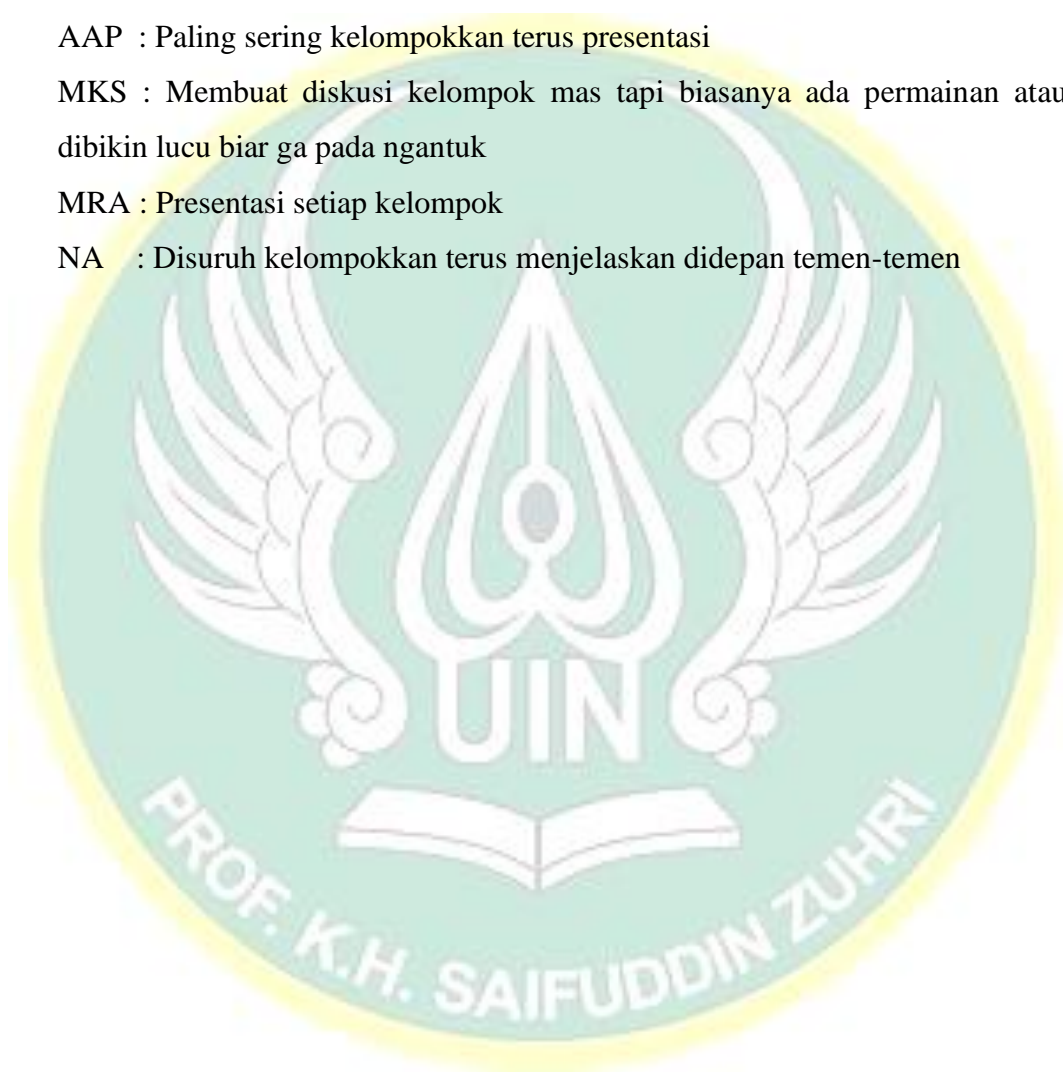 AAP : Paling sering kelompokkan terus presentasi
MKS : Membuat diskusi kelompok mas tapi biasanya ada permainan atau
dibikin lucu biar ga pada ngantuk
MRA : Presentasi setiap kelompok
NA : Disuruh kelompokkan terus menjelaskan didepan temen-temen
UIN
PROF. K.H. SAIFUDDIN ZUHRI